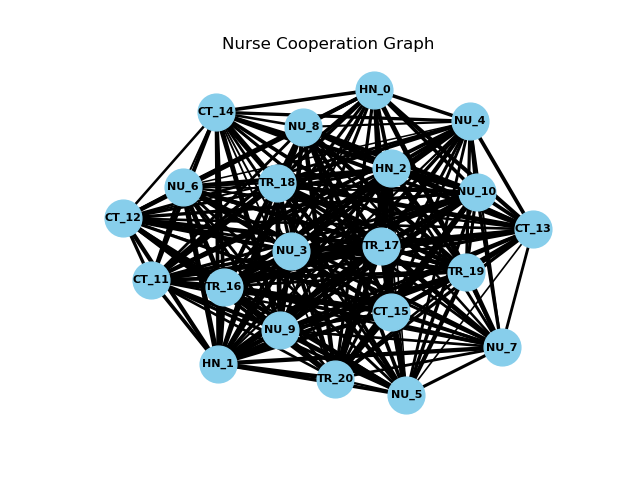 Nurse Cooperation Graph
HN_0
CT_14
NU_4
NU_8
HN_2
TR_18
NU_6
NU_10
CT_12
CT_13
TR_17
NU_3
TR_19
CT_11
TR_16
CT_15
NU_9
NU_7
HN_1
TR_20
NU_5